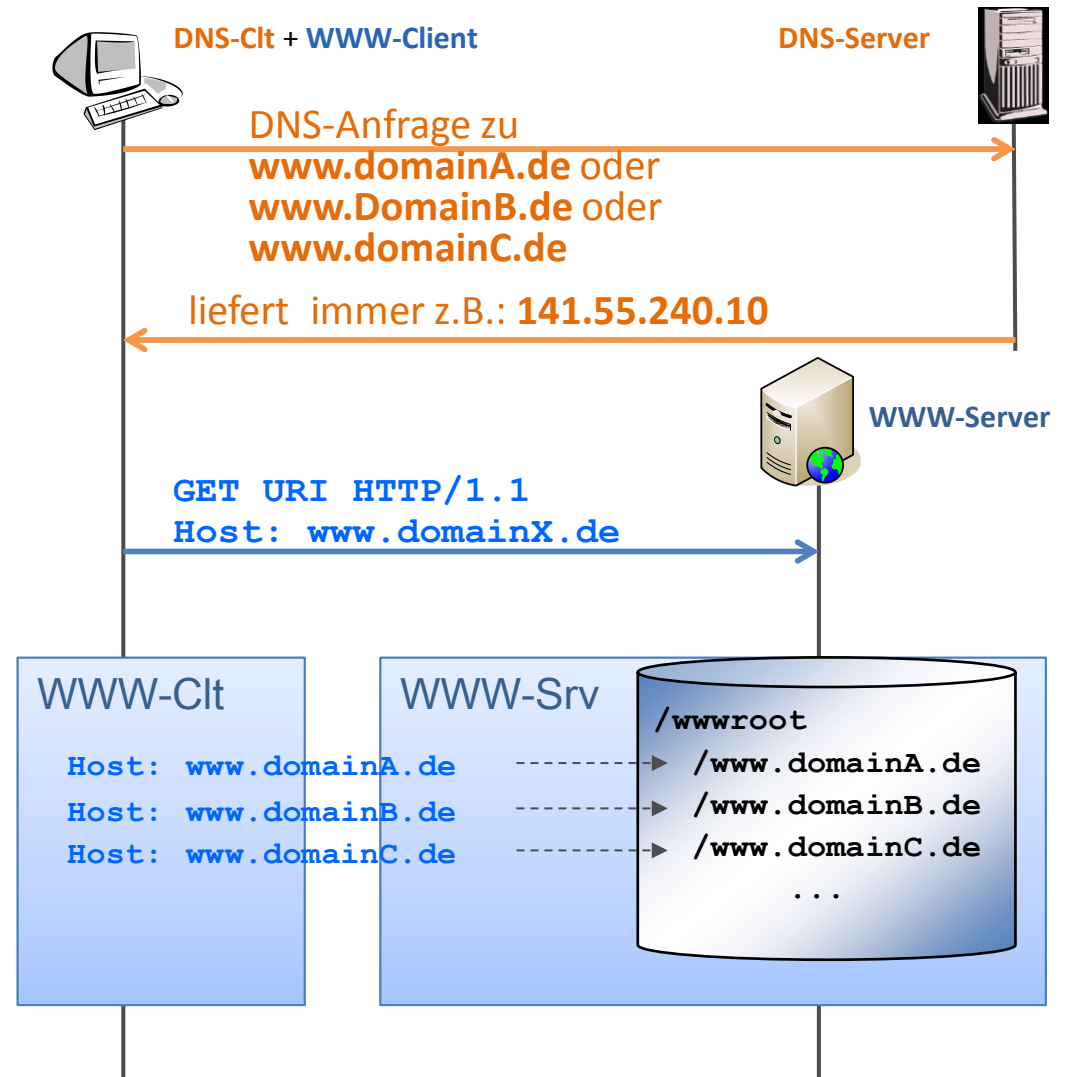 DNS-Clt + WWW-Client
DNS-Server
DNS-Anfrage zu
www.domainA.de oder
www.DomainB.de oder
www.domainC.de
liefert immer z.B.: 141.55.240.10
WWW-Server
GET URI HTTP/1.1
Host: www.domainX.de
WWW-Clt
WWW-Srv
/wwwroot
Host: www.domainA.de
/www.domainA.de
Host: www.domainB.de
/www.domainB.de
Host: www.domainC.de
/www.domainC.de
...